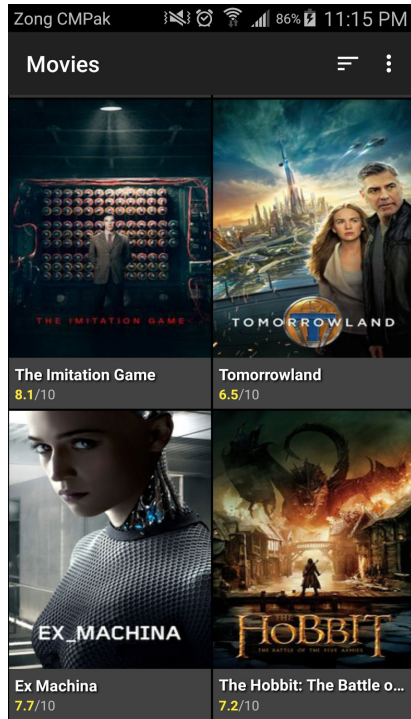 Zong CMPak 86% 11:15 PM
Movies
THE IMITATION GAME
TOMORROWLAND
The Imitation Game
8.1/10
Tomorrowland
6.5/10
EX_MACHINA
THE
HOBBIT
THE BATTLE OF THE FIVE ARMIES
Ex Machina
7.7/10
The Hobbit: The Battle o...
7.2/10